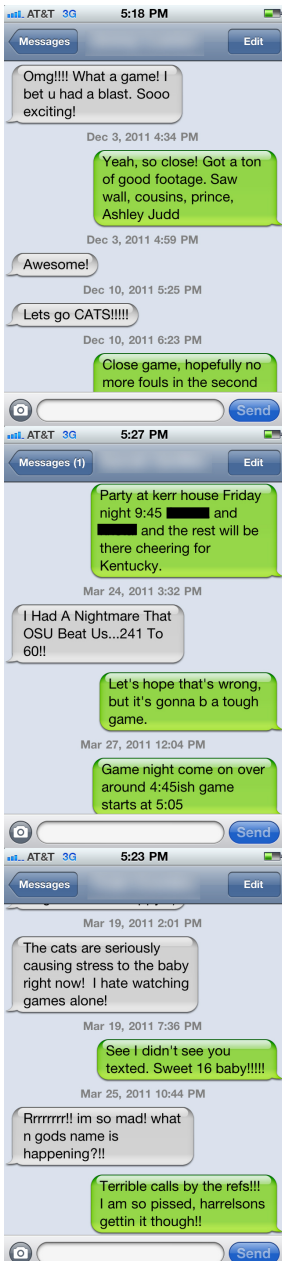 AT&T 3G 5:18 PM
Messages Edit
Omg!!!! What a game! I
bet u had a blast. Sooo
exciting!
Dec 3, 2011 4:34 PM
Yeah, so close! Got a ton
of good footage. Saw
wall, cousins, prince,
Ashley Judd
Dec 3, 2011 4:59 PM
Awesome!
Dec 10, 2011 5:25 PM
Lets go CATS!!!!!
Dec 10, 2011 6:23 PM
Close game, hopefully no
more fouls in the second
Send
AT&T 3G 5:27 PM
Messages (1) Edit
Party at kerr house Friday
night 9:45 and
and the rest will be
there cheering for
Kentucky.
Mar 24, 2011 3:32 PM
I Had A Nightmare That
OSU Beat Us...241 To
60!!
Let's hope that's wrong,
but it's gonna b a tough
game.
Mar 27, 2011 12:04 PM
Game night come on over
around 4:45ish game
starts at 5:05
Send
AT&T 3G 5:23 PM
Messages Edit
Mar 19, 2011 2:01 PM
The cats are seriously
causing stress to the baby
right now! I hate watching
games alone!
Mar 19, 2011 7:36 PM
See I didn't see you
texted. Sweet 16 baby!!!!!
Mar 25, 2011 10:44 PM
Rrrrrrr!! im so mad! what
n gods name is
happening?!!
Terrible calls by the refs!!!
I am so pissed, harrelsons
gettin it though!!
Send